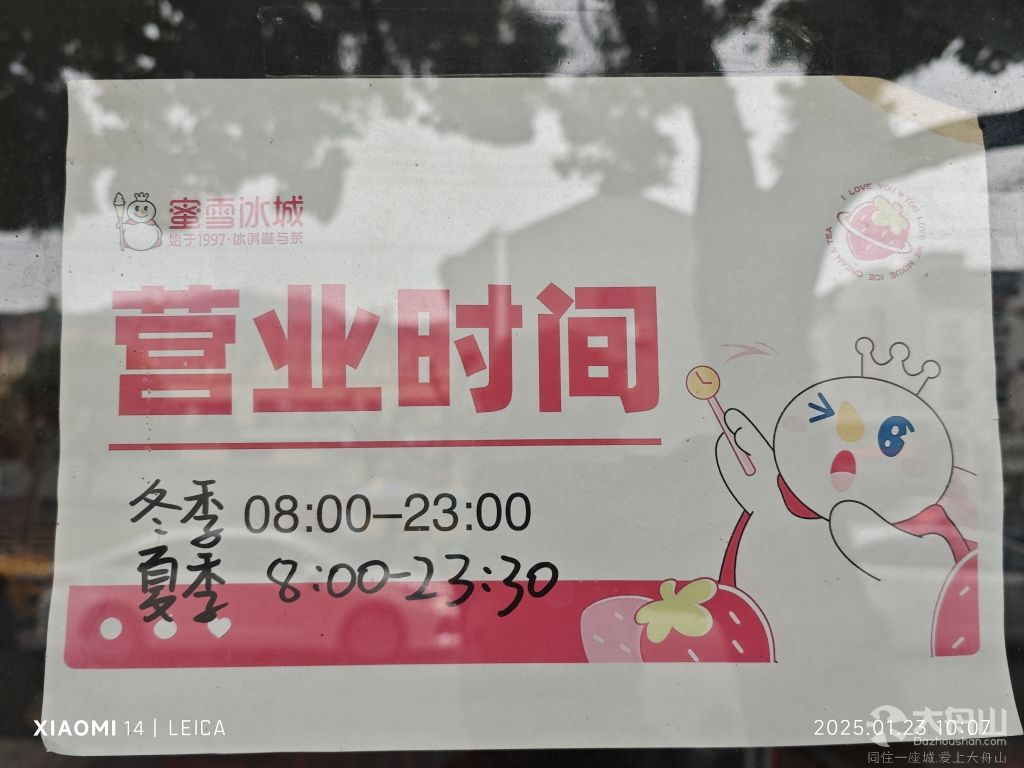 蜜雪冰城
始于1997·冰淇淋与茶
I LOVE YOU YOU LOVE ME MIXUE ICE CREAM & TEA
营业时间
冬季 08:00–23:00
夏季 8:00-23:30
XIAOMI 14 | LEICA
2025.01.23 10:07
大舟山
Dazhoushan.com
同住一座城.爱上大舟山